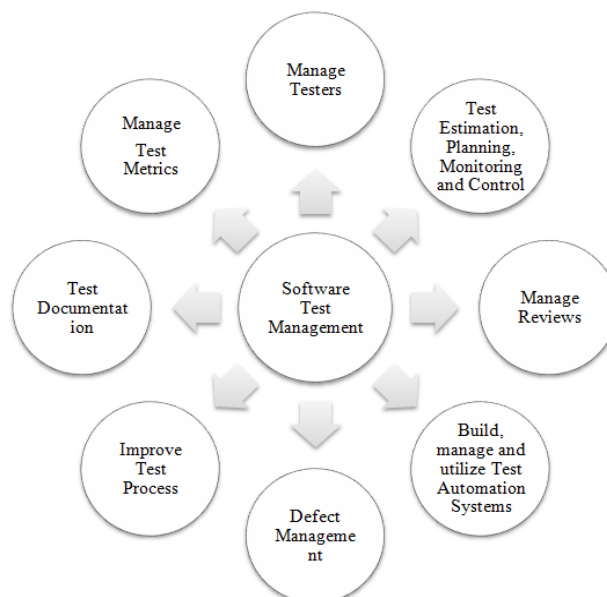 Manage
Testers
Manage
Test
Metrics
Test
Estimation,
Planning,
Monitoring
and Control
Test
Documentat
ion
Software
Test
Management
Manage
Reviews
Improve
Test
Process
Build,
manage and
utilize Test
Automation
Systems
Defect
Manageme
nt